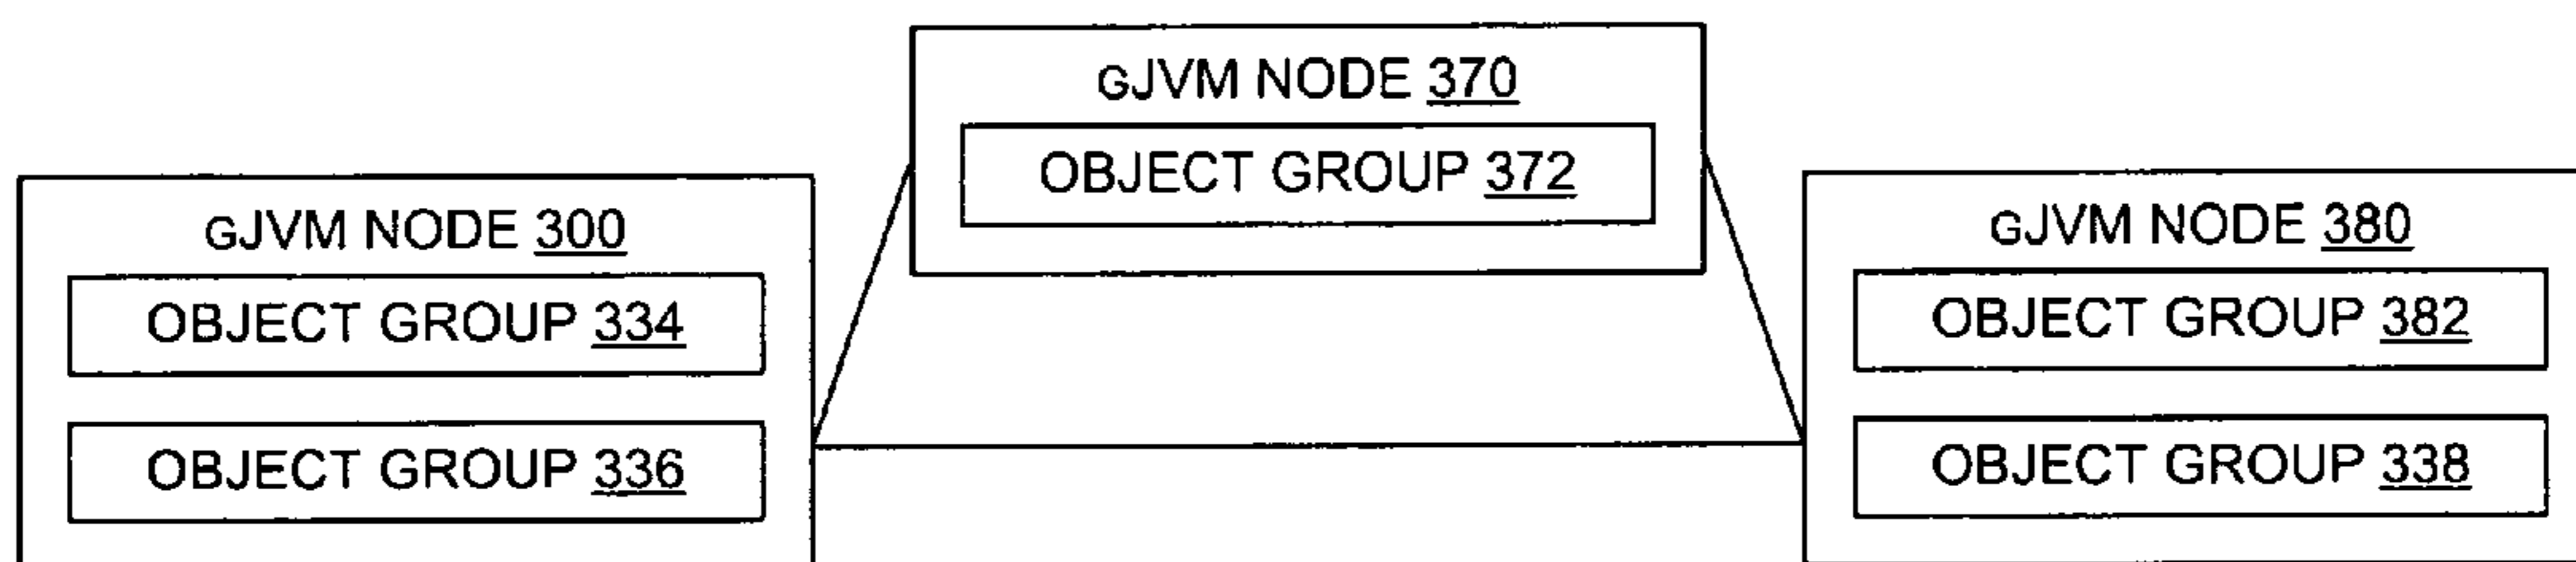 GJVM NODE 370
OBJECT GROUP 372
GJVM NODE 300
OBJECT GROUP 334
OBJECT GROUP 336
GJVM NODE 380
OBJECT GROUP 382
OBJECT GROUP 338